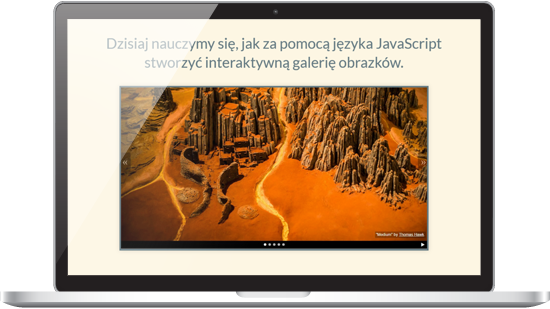 Dzisiaj nauczymy się, jak za pomocą języka JavaScript
stworzyć interaktywną galerię obrazków.
"Medium" by Thomas Hawk